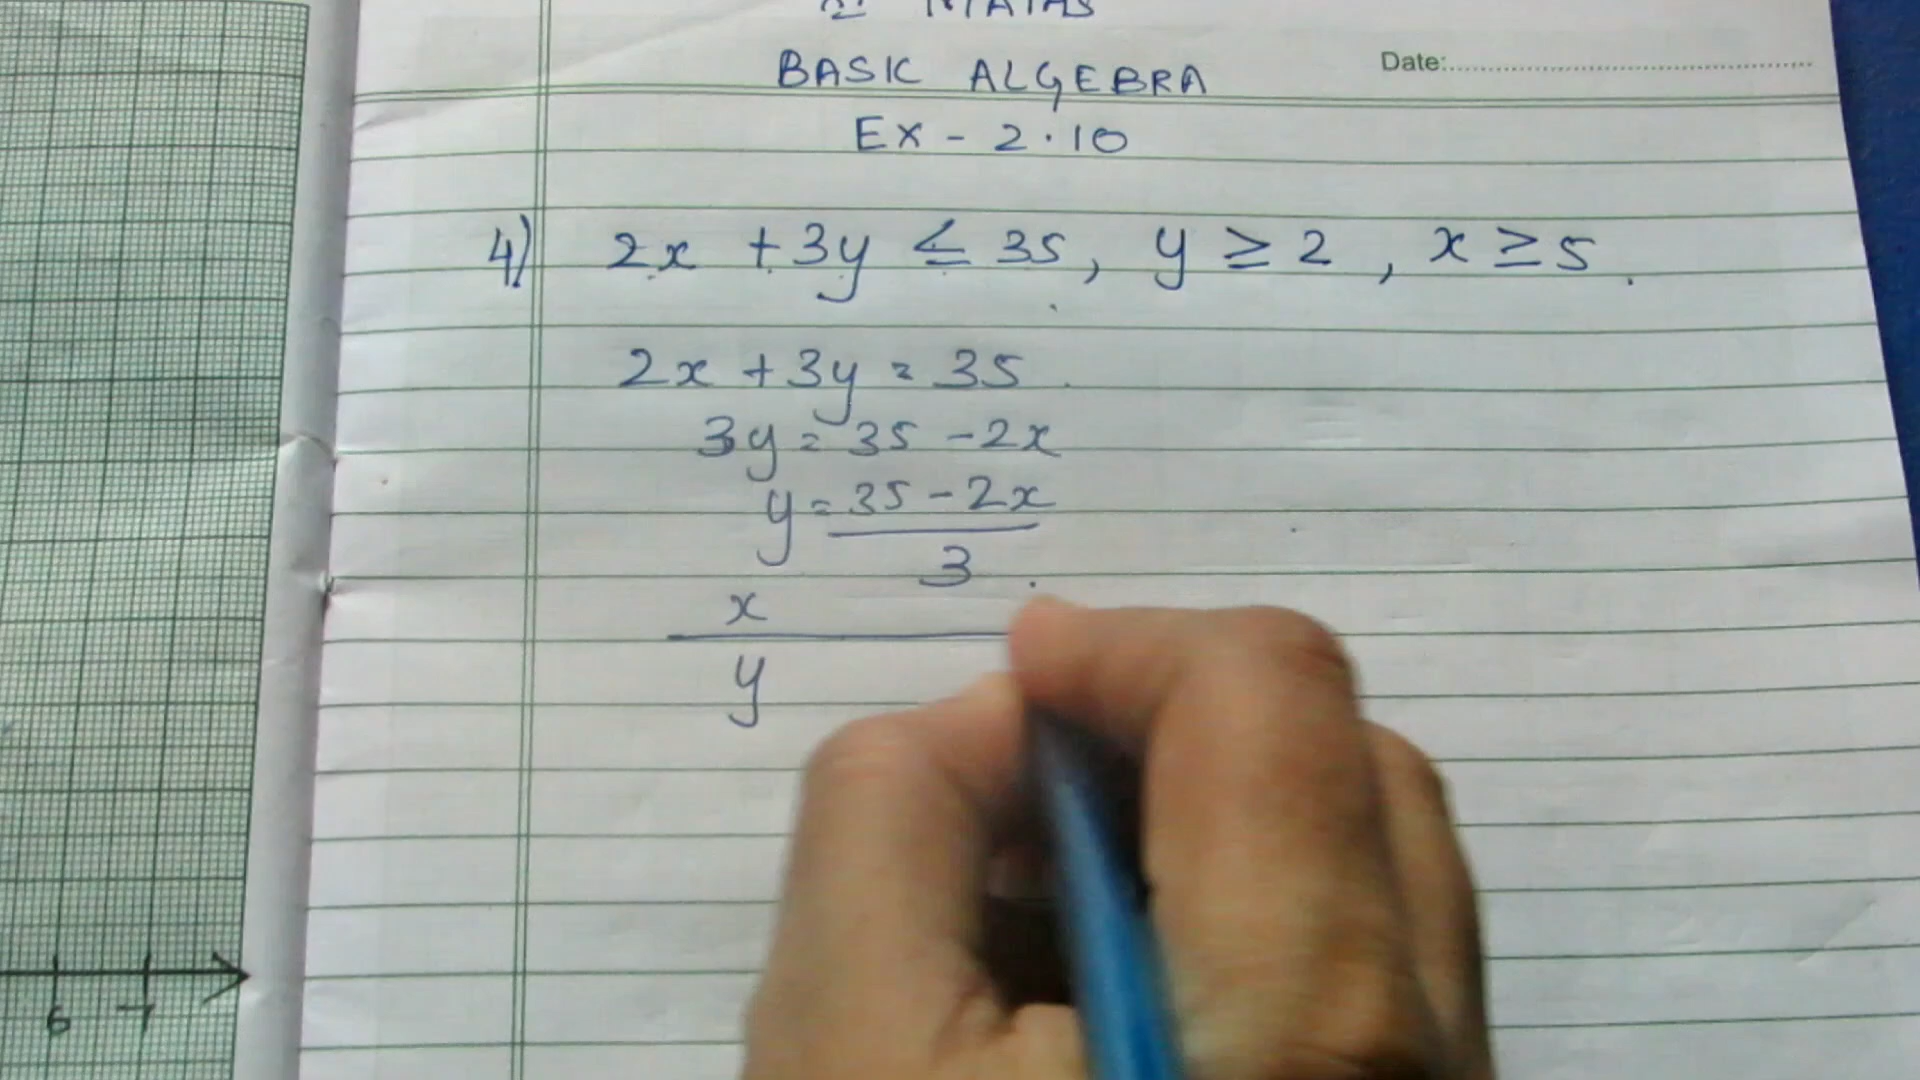 BASIC ALGEBRA
Date:
Ex - 2.10
4) 2x + 3y ≤ 35, y ≥ 2, x ≥ 5.
2x + 3y = 35
3y = 35 - 2x
y = 35 - 2x
3
x
y
6 7